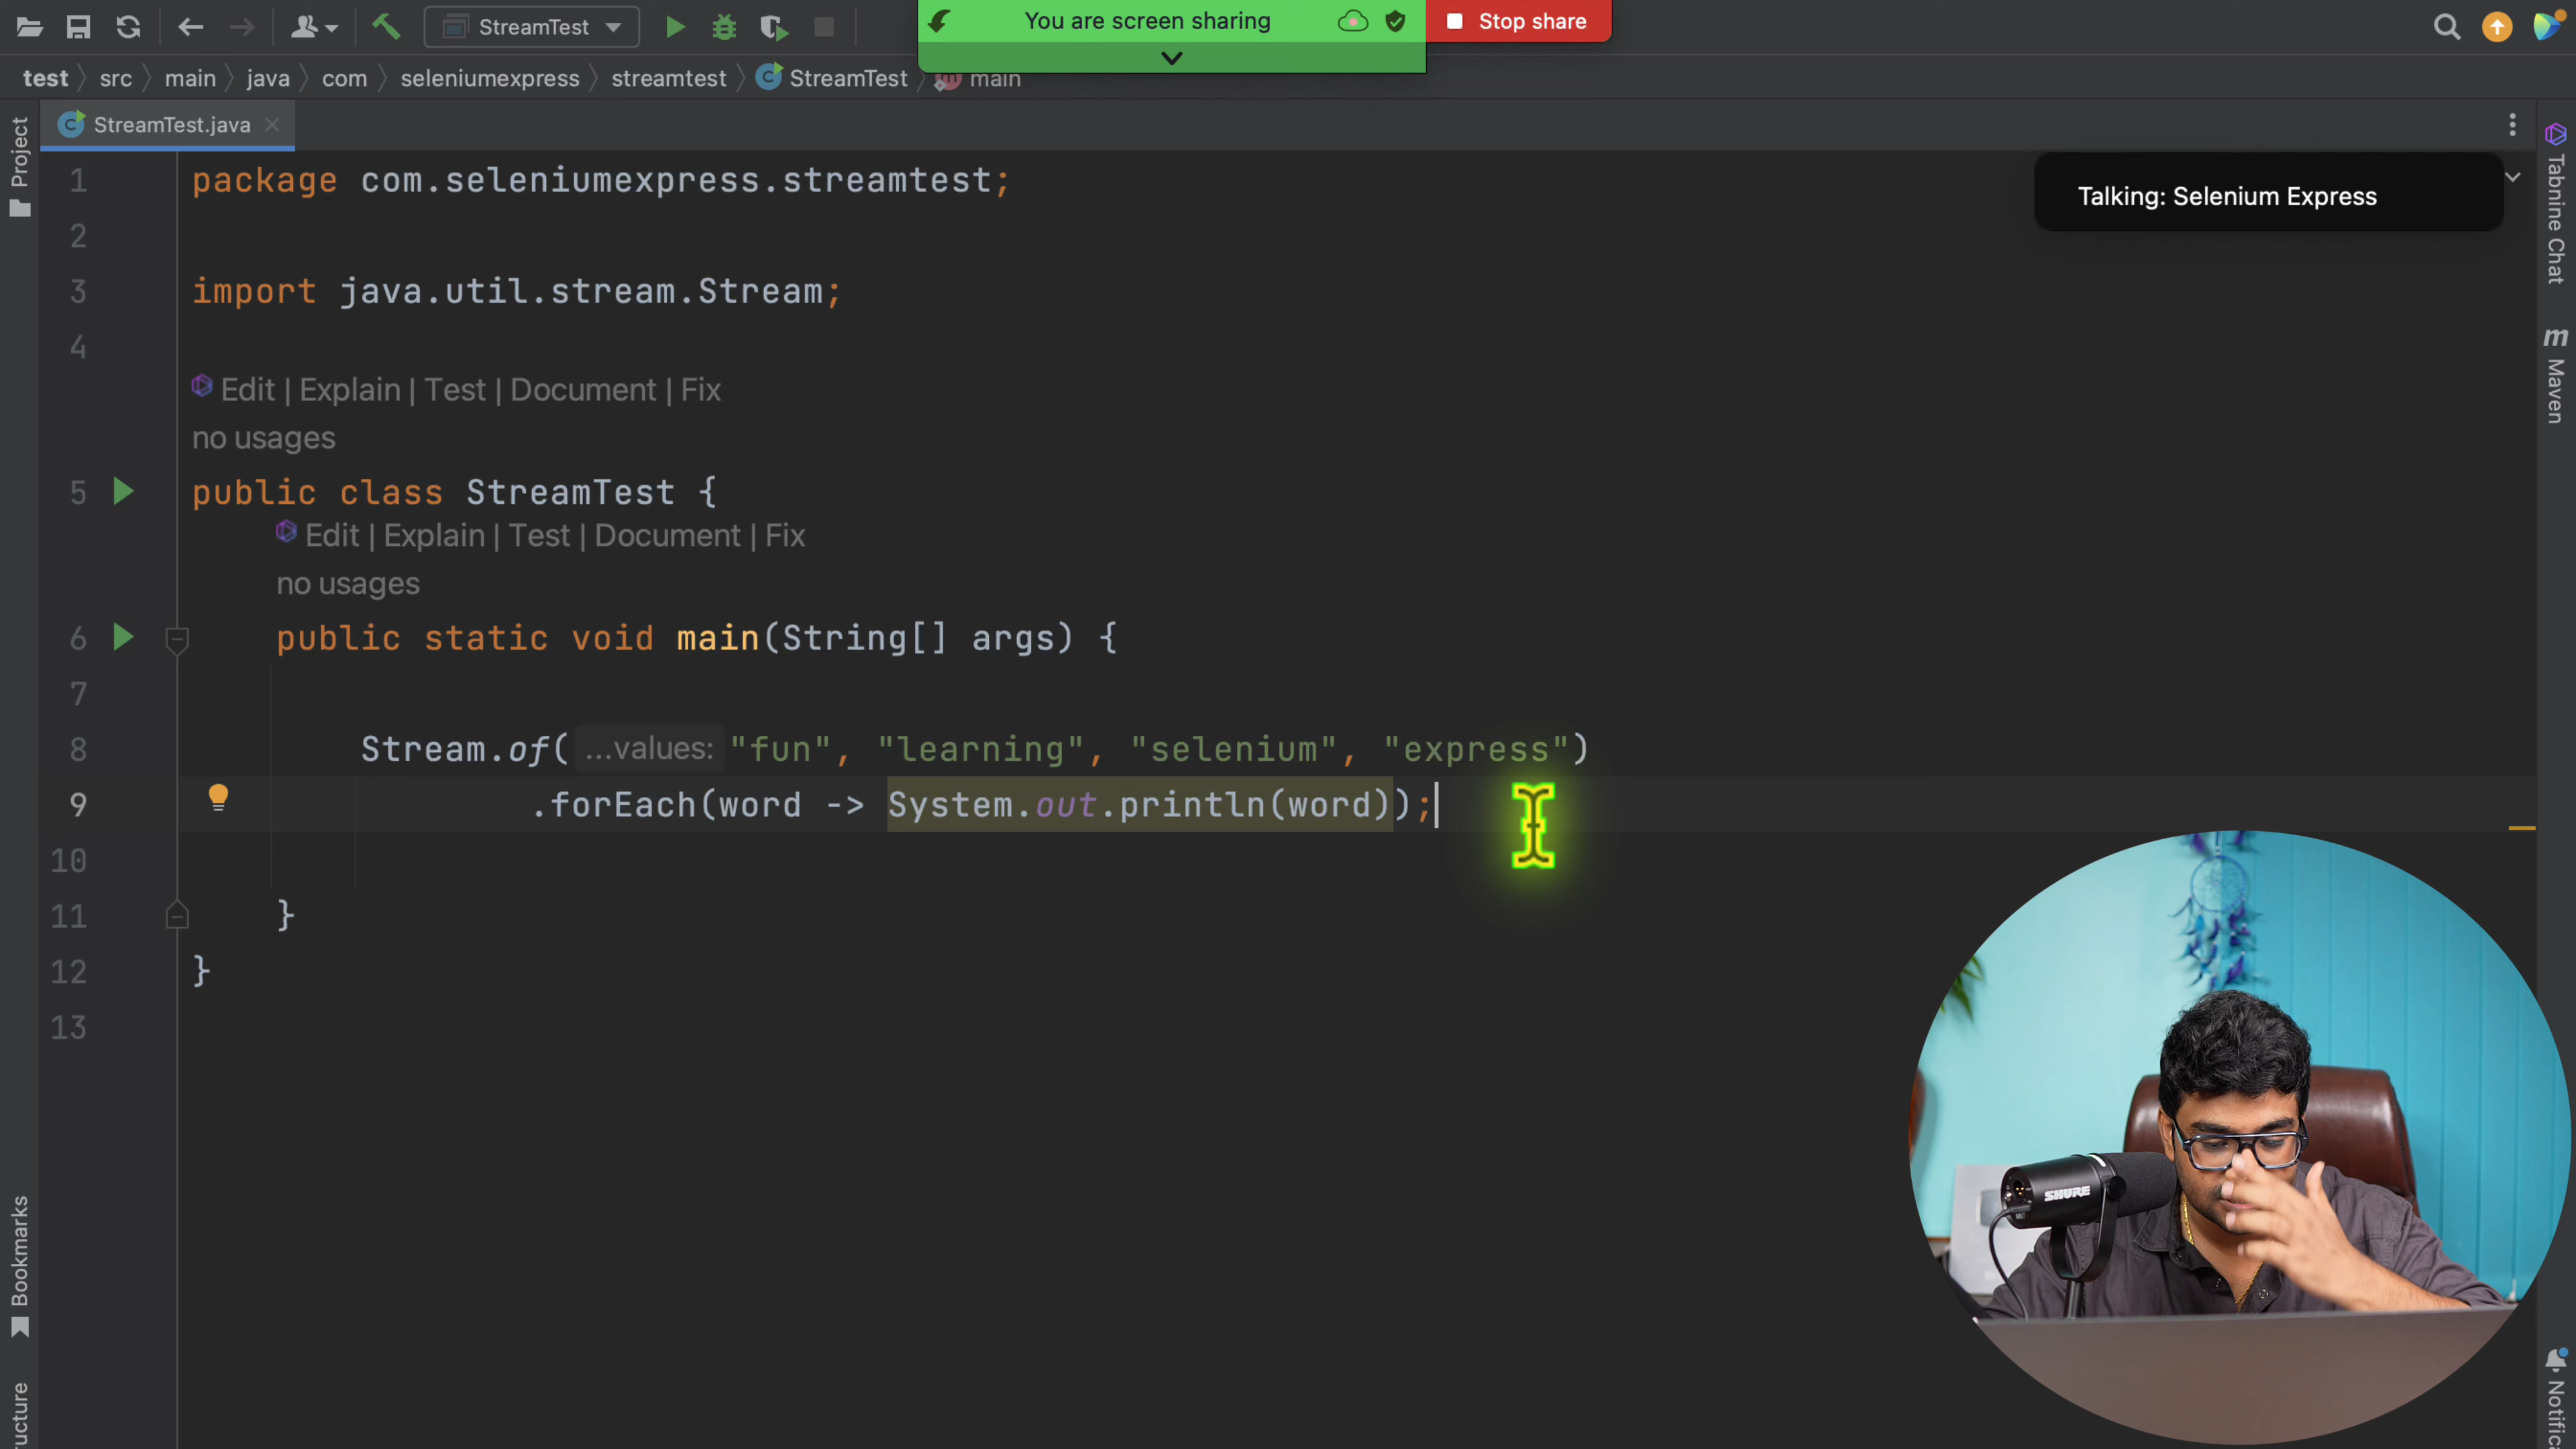 StreamTest
You are screen sharing
Stop share
test src main java com seleniumexpress streamtest StreamTest main
StreamTest.java
Talking: Selenium Express
Project
Tabnine Chat
Maven
1 package com.seleniumexpress.streamtest;
2
3 import java.util.stream.Stream;
4
Edit | Explain | Test | Document | Fix
no usages
5 public class StreamTest {
Edit | Explain | Test | Document | Fix
no usages
6 public static void main(String[] args) {
7
8 Stream.of( ...values: "fun", "learning", "selenium", "express")
9 .forEach(word -> System.out.println(word));
10
11 }
12 }
13
SHURE
Bookmarks
ucture
Notific